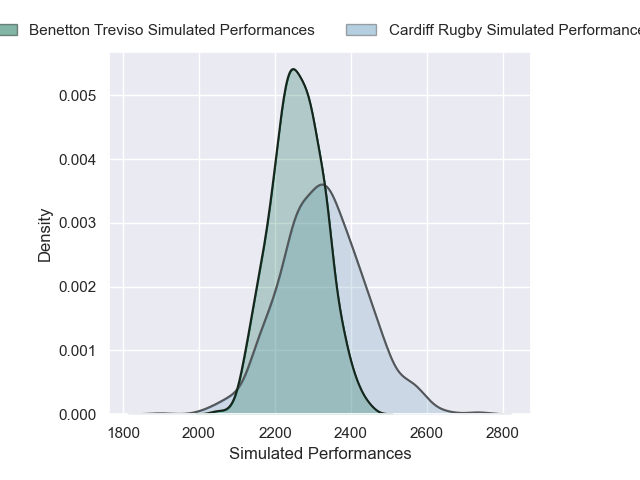 Benetton Treviso Simulated Performances
Cardiff Rugby Simulated Performance
0.005
0.004
0.003
0.002
0.001
0.000
Density
1800 2000 2200 2400 2600 2800
Simulated Performances